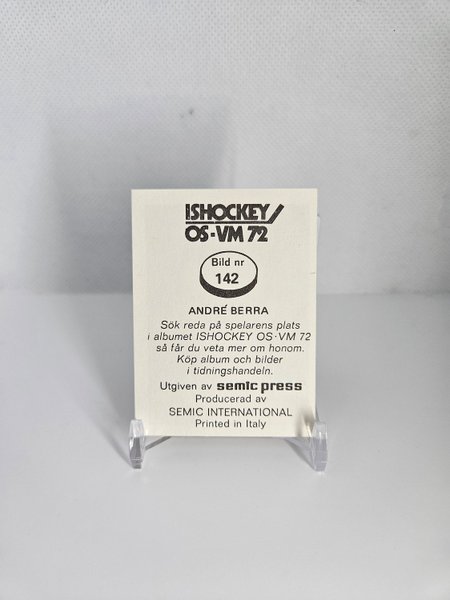 ISHOCKEY/
OS·VM 72
Bild nr
142
ANDRÉ BERRA
Sök reda på spelarens plats
i albumet ISHOCKEY OS·VM 72
så får du veta mer om honom.
Köp album och bilder
i tidningshandeln.
Utgiven av semic press
Producerad av
SEMIC INTERNATIONAL
Printed in Italy